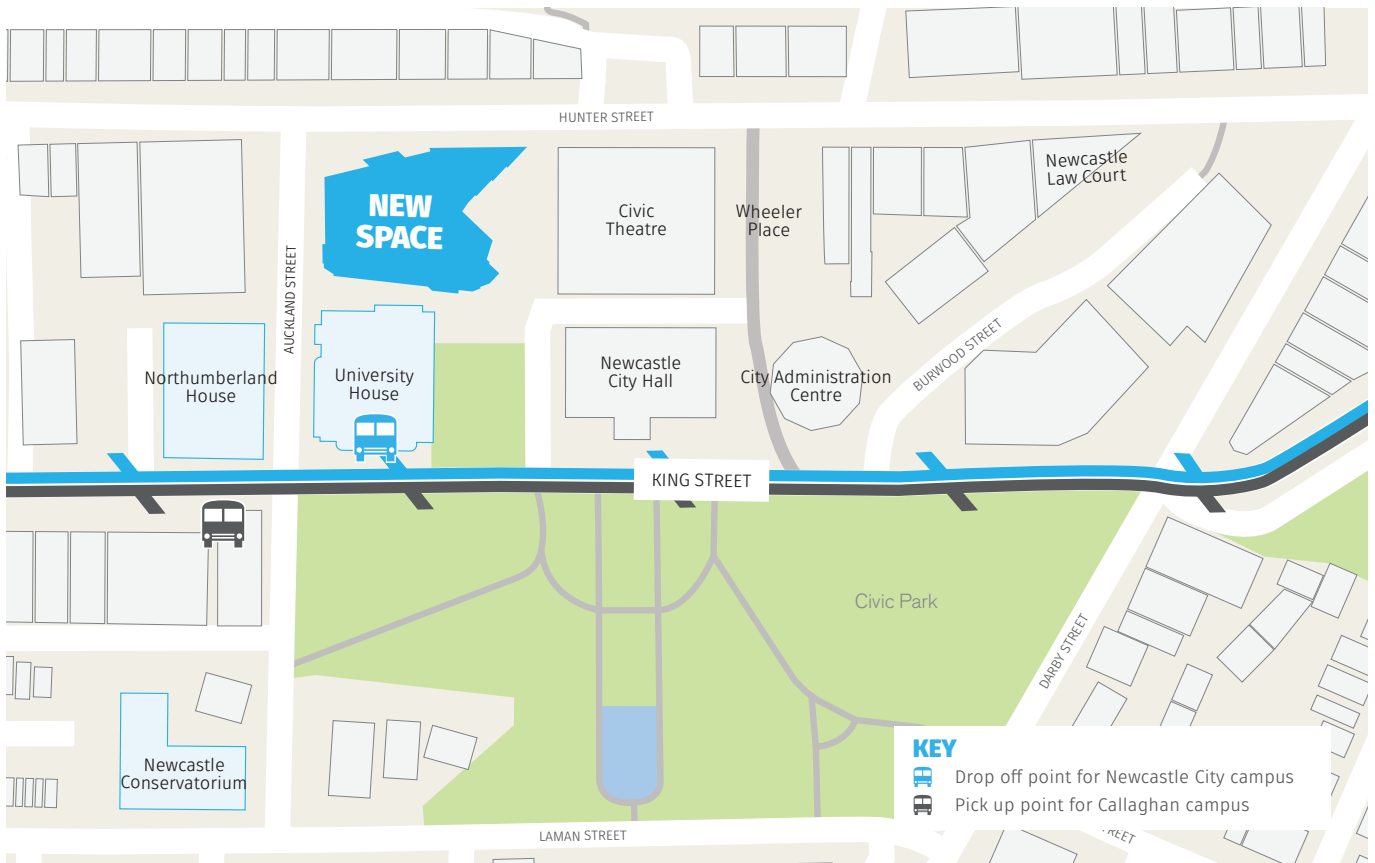 HUNTER STREET
NEW
SPACE
Civic
Theatre
Wheeler
Place
Newcastle
Law Court
AUCKLAND STREET
Northumberland
House
University
House
Newcastle
City Hall
City Administration
Centre
BURWOOD STREET
KING STREET
Civic Park
DARBY STREET
Newcastle
Conservatorium
KEY
Drop off point for Newcastle City campus
Pick up point for Callaghan campus
LAMAN STREET